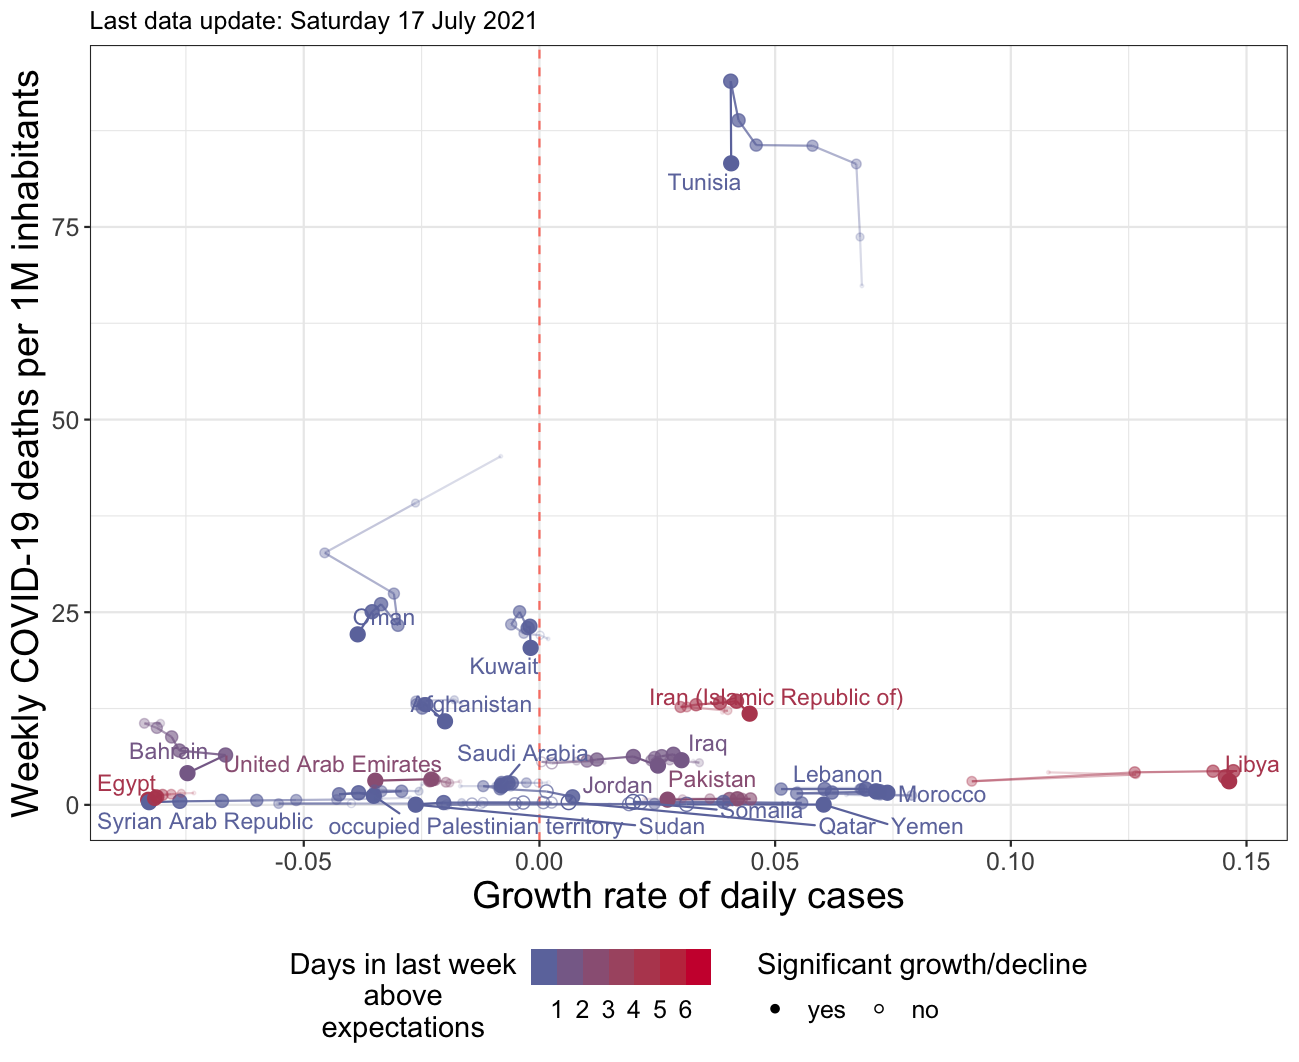 Last data update: Saturday 17 July 2021
Weekly COVID-19 deaths per 1M inhabitants
75
50
25
0
Tunisia
Oman
Kuwait
Afghanistan
Iran (Islamic Republic of)
Bahrain
United Arab Emirates
Saudi Arabia
Iraq
Egypt
Jordan
Pakistan
Lebanon
Libya
Morocco
Somalia
Syrian Arab Republic
occupied Palestinian territory
Sudan
Qatar
Yemen
-0.05
0.00
0.05
0.10
0.15
Growth rate of daily cases
Days in last week
above
expectations
1 2 3 4 5 6
Significant growth/decline
yes
no